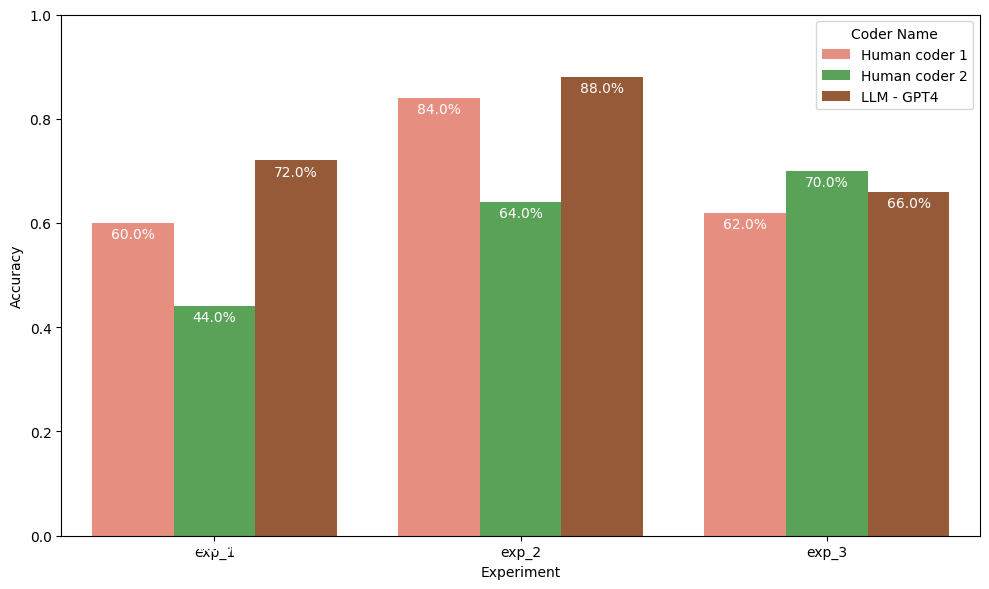 1.0
0.8
0.6
0.4
0.2
0.0
Accuracy
Coder Name
Human coder 1
Human coder 2
LLM - GPT4
60.0%
44.0%
72.0%
84.0%
64.0%
88.0%
62.0%
70.0%
66.0%
exp_1
exp_2
exp_3
Experiment